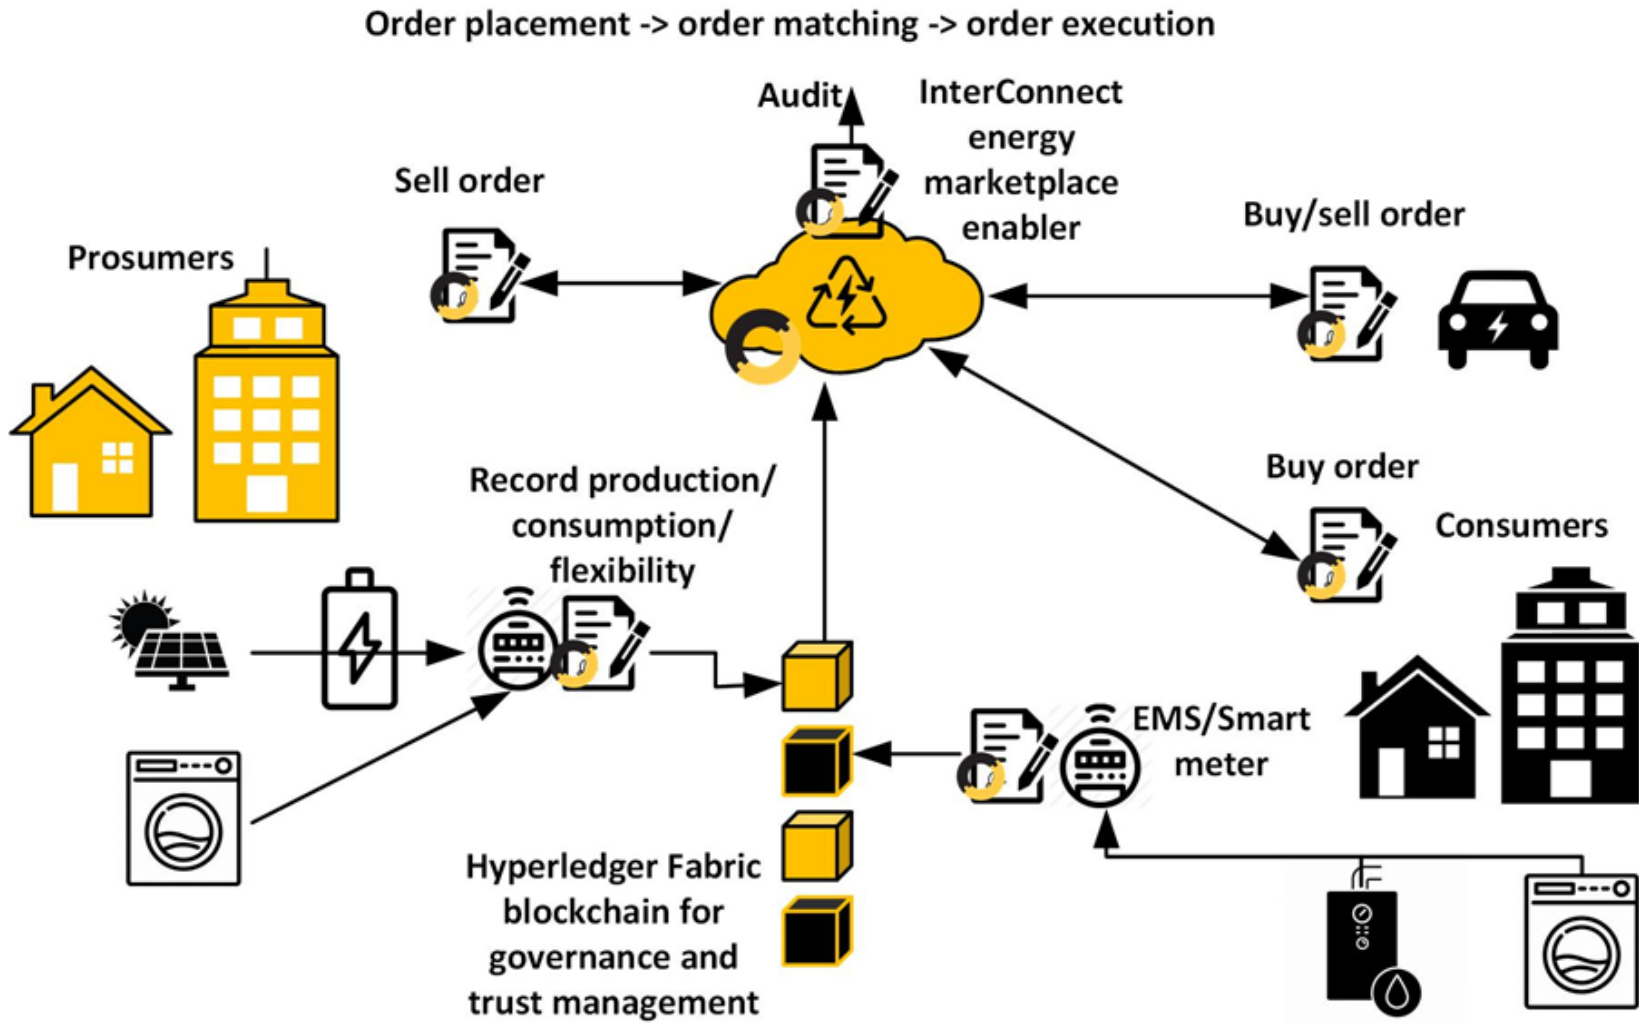 Order placement -> order matching -> order execution
Audit
InterConnect
energy
marketplace
enabler
Sell order
Buy/sell order
Prosumers
Buy order
Consumers
Record production/
consumption/
flexibility
EMS/Smart
meter
Hyperledger Fabric
blockchain for
governance and
trust management